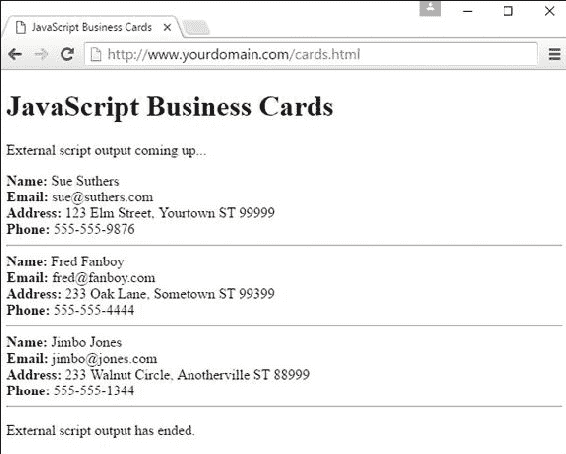 JavaScript Business Cards
http://www.yourdomain.com/cards.html
JavaScript Business Cards
External script output coming up...
Name: Sue Suthers
Email: sue@suthers.com
Address: 123 Elm Street, Yourtown ST 99999
Phone: 555-555-9876
Name: Fred Fanboy
Email: fred@fanboy.com
Address: 233 Oak Lane, Sometown ST 99399
Phone: 555-555-4444
Name: Jimbo Jones
Email: jimbo@jones.com
Address: 233 Walnut Circle, Anotherville ST 88999
Phone: 555-555-1344
External script output has ended.